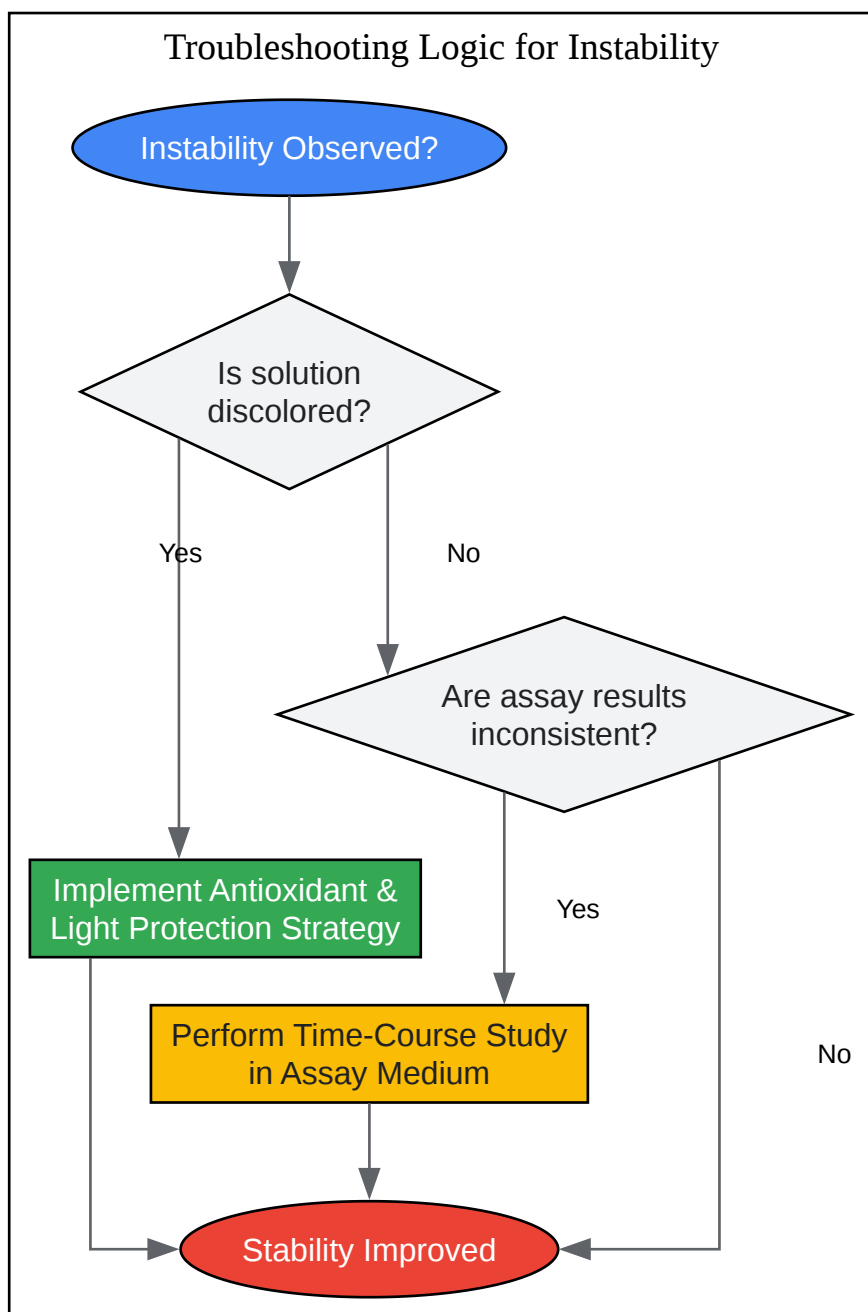 Troubleshooting Logic for Instability
Instability Observed?
Is solution
discolored?
Yes
No
Are assay results
inconsistent?
Implement Antioxidant &
Light Protection Strategy
Yes
Perform Time-Course Study
in Assay Medium
No
Stability Improved